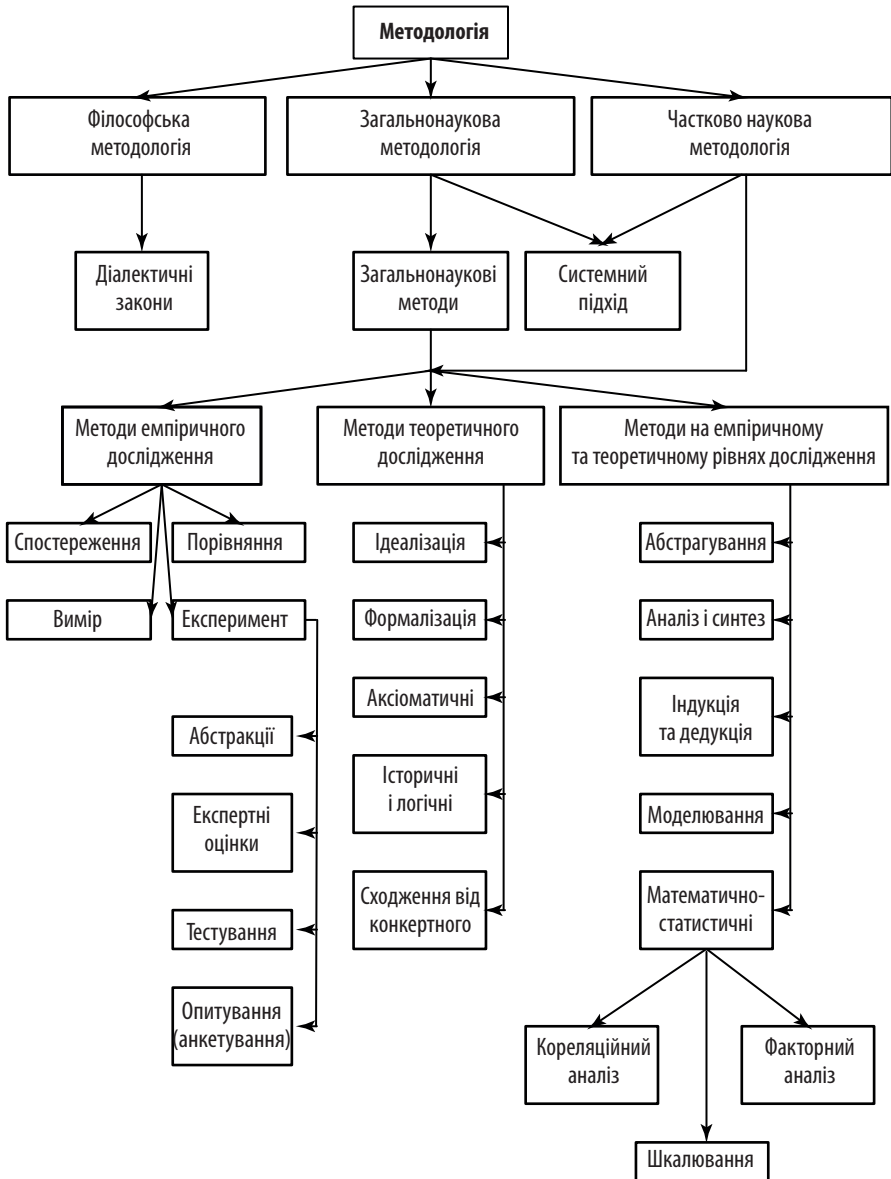 Методологія
Філософська
методологія
Загальнонаукова
методологія
Частково наукова
методологія
Діалектичні
закони
Загальнонаукові
методи
Системний
підхід
Методи емпіричного
дослідження
Методи теоретичного
дослідження
Методи на емпіричному
та теоретичному рівнях дослідження
Спостереження
Порівняння
Вимір
Експеримент
Абстракції
Експертні
оцінки
Тестування
Опитування
(анкетування)
Ідеалізація
Формалізація
Аксіоматичні
Історичні
і логічні
Сходження від
конкертного
Абстрагування
Аналіз і синтез
Індукція
та дедукція
Моделювання
Математично-
статистичні
Кореляційний
аналіз
Факторний
аналіз
Шкалювання